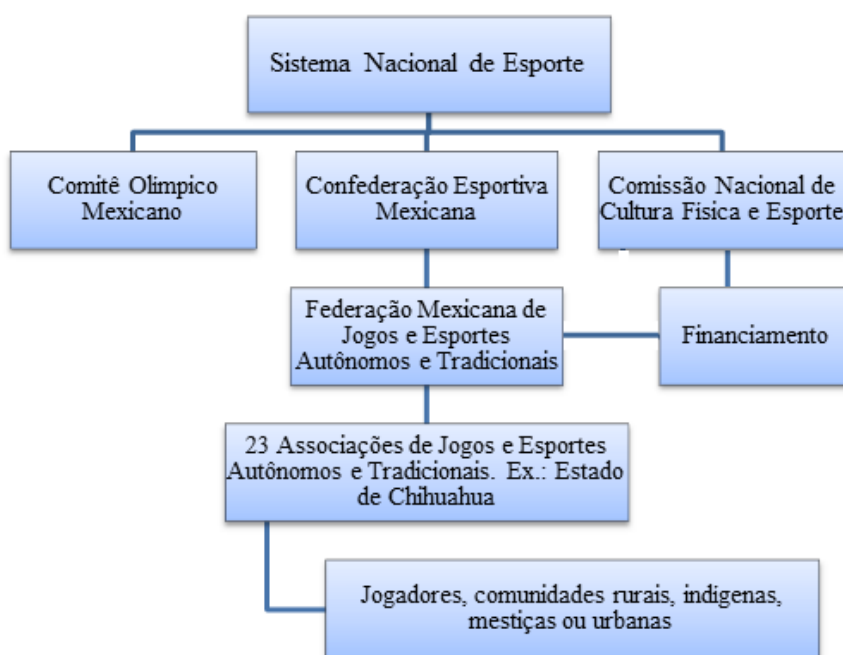 Sistema Nacional de Esporte
Comitê Olimpico
Mexicano
Confederação Esportiva
Mexicana
Comissão Nacional de
Cultura Fisica e Esporte
Federação Mexicana de
Jogos e Esportes
Autônomos e Tradicionais
Financiamento
23 Associações de Jogos e Esportes
Autônomos e Tradicionais. Ex.: Estado
de Chihuahua
Jogadores, comunidades rurais, indígenas,
mestiças ou urbanas